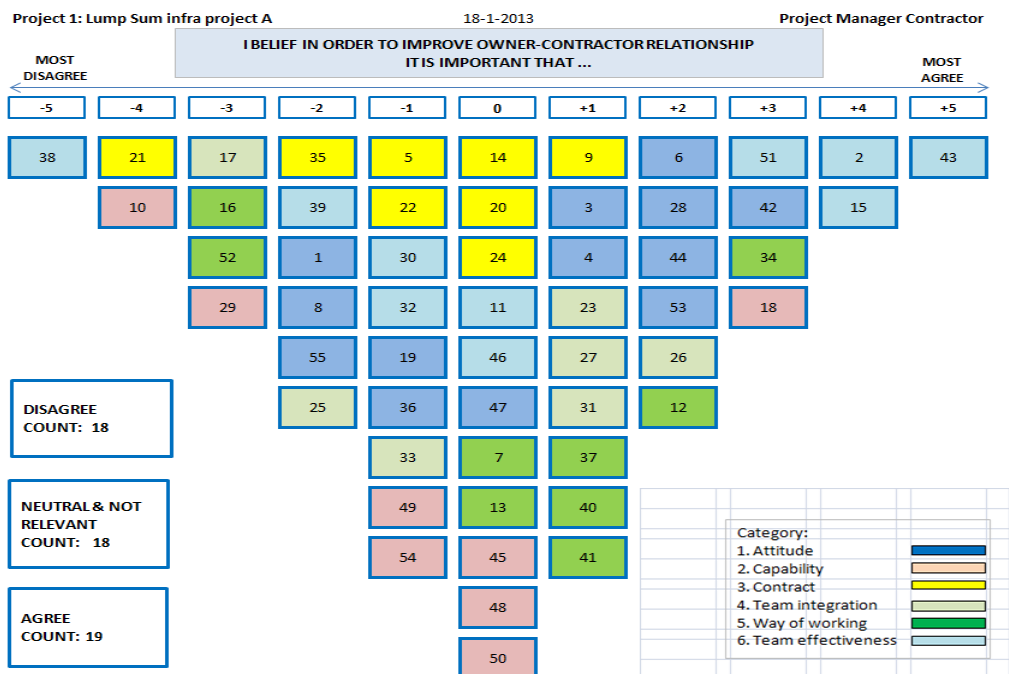 Project 1: Lump Sum infra project A 18-1-2013 Project Manager Contractor
I BELIEF IN ORDER TO IMPROVE OWNER-CONTRACTOR RELATIONSHIP
IT IS IMPORTANT THAT ...
MOST
DISAGREE
MOST
AGREE
-5 -4 -3 -2 -1 0 +1 +2 +3 +4 +5
38 21 17 35 5 14 9 6 51 2 43
10 16 39 22 20 3 28 42 15
52 1 30 24 4 44 34
29 8 32 11 23 53 18
55 19 46 27 26
25 36 47 31 12
33 7 37
49 13 40
54 45 41
48
50
DISAGREE
COUNT: 18
NEUTRAL & NOT
RELEVANT
COUNT: 18
AGREE
COUNT: 19
Category:
1. Attitude
2. Capability
3. Contract
4. Team integration
5. Way of working
6. Team effectiveness